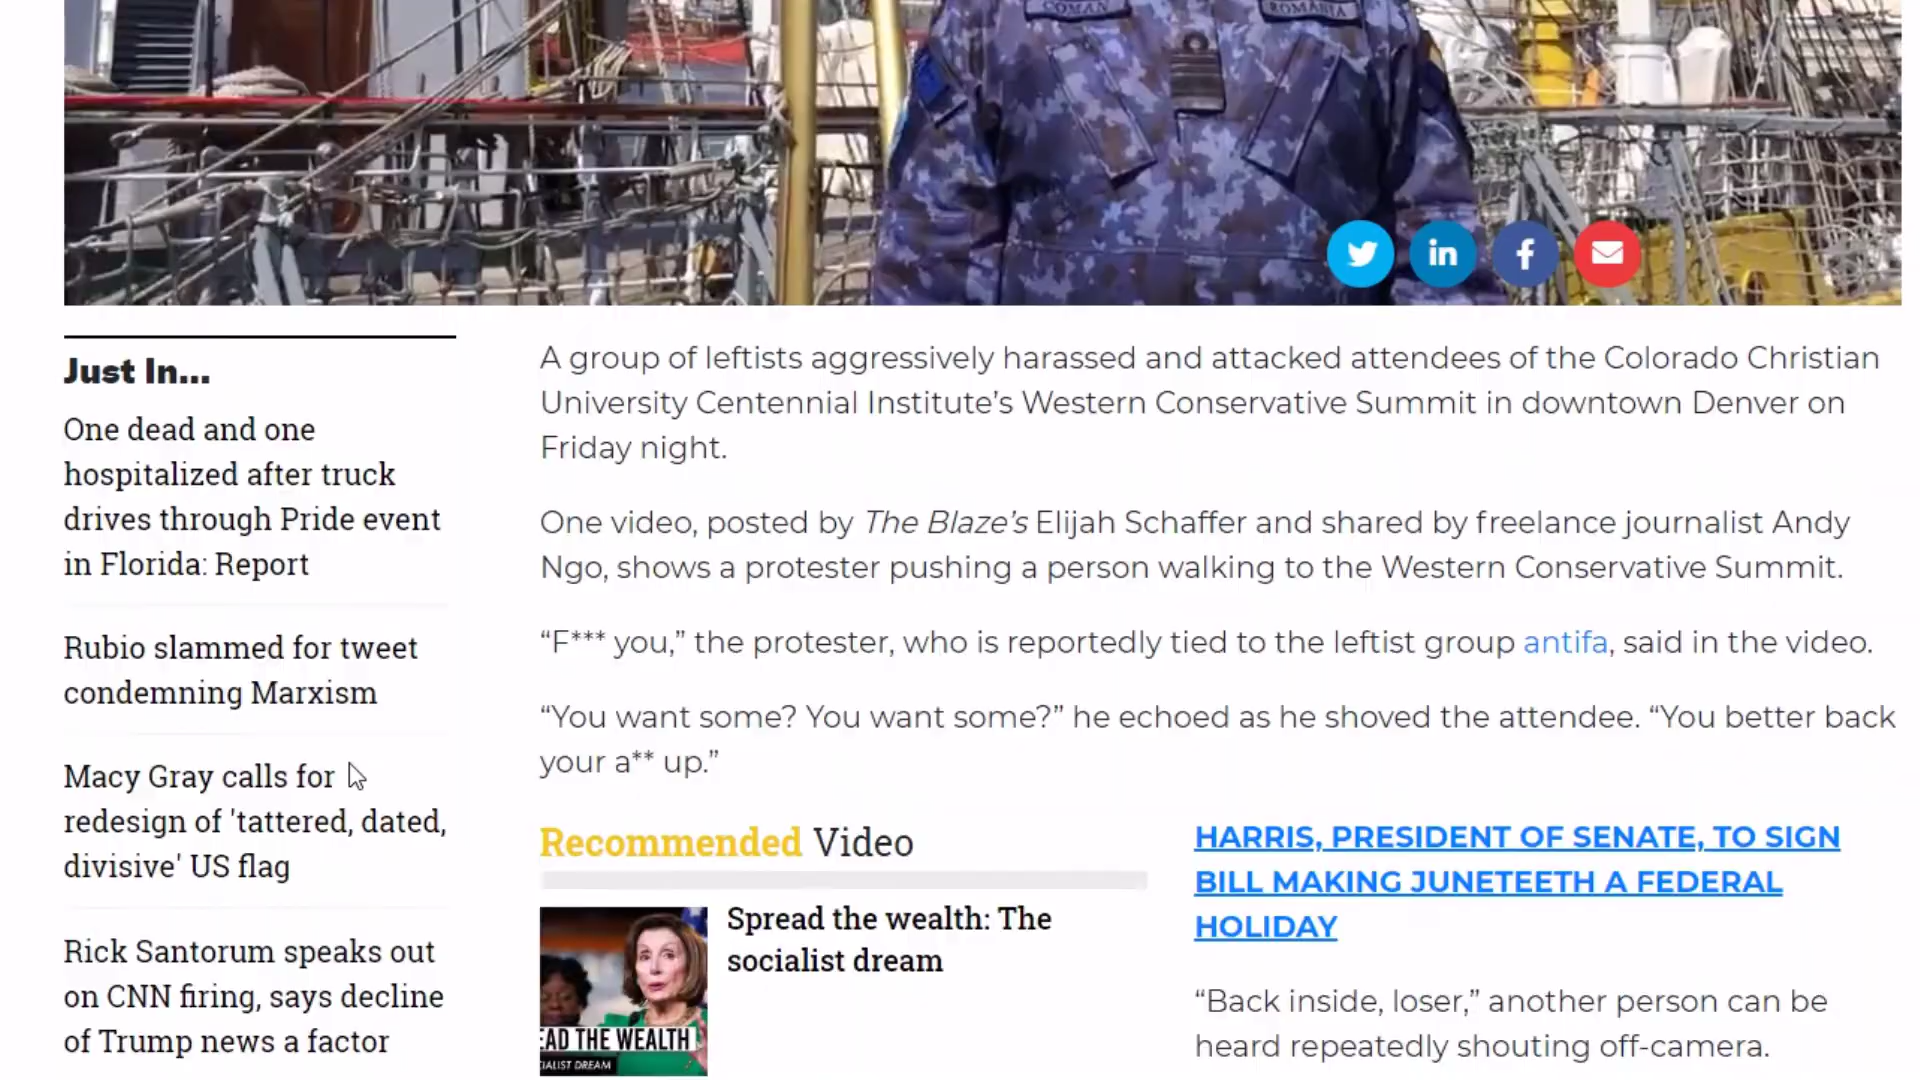 COMAN
ROMANIA
Just In...
One dead and one
hospitalized after truck
drives through Pride event
in Florida: Report
Rubio slammed for tweet
condemning Marxism
Macy Gray calls for
redesign of 'tattered, dated,
divisive' US flag
Rick Santorum speaks out
on CNN firing, says decline
of Trump news a factor
A group of leftists aggressively harassed and attacked attendees of the Colorado Christian
University Centennial Institute’s Western Conservative Summit in downtown Denver on
Friday night.
One video, posted by The Blaze’s Elijah Schaffer and shared by freelance journalist Andy
Ngo, shows a protester pushing a person walking to the Western Conservative Summit.
“F*** you,” the protester, who is reportedly tied to the leftist group antifa, said in the video.
“You want some? You want some?” he echoed as he shoved the attendee. “You better back
your a** up.”
Recommended Video
Spread the wealth: The
socialist dream
EAD THE WEALTH
IALIST DREAM
HARRIS, PRESIDENT OF SENATE, TO SIGN
BILL MAKING JUNETEETH A FEDERAL
HOLIDAY
“Back inside, loser,” another person can be
heard repeatedly shouting off-camera.